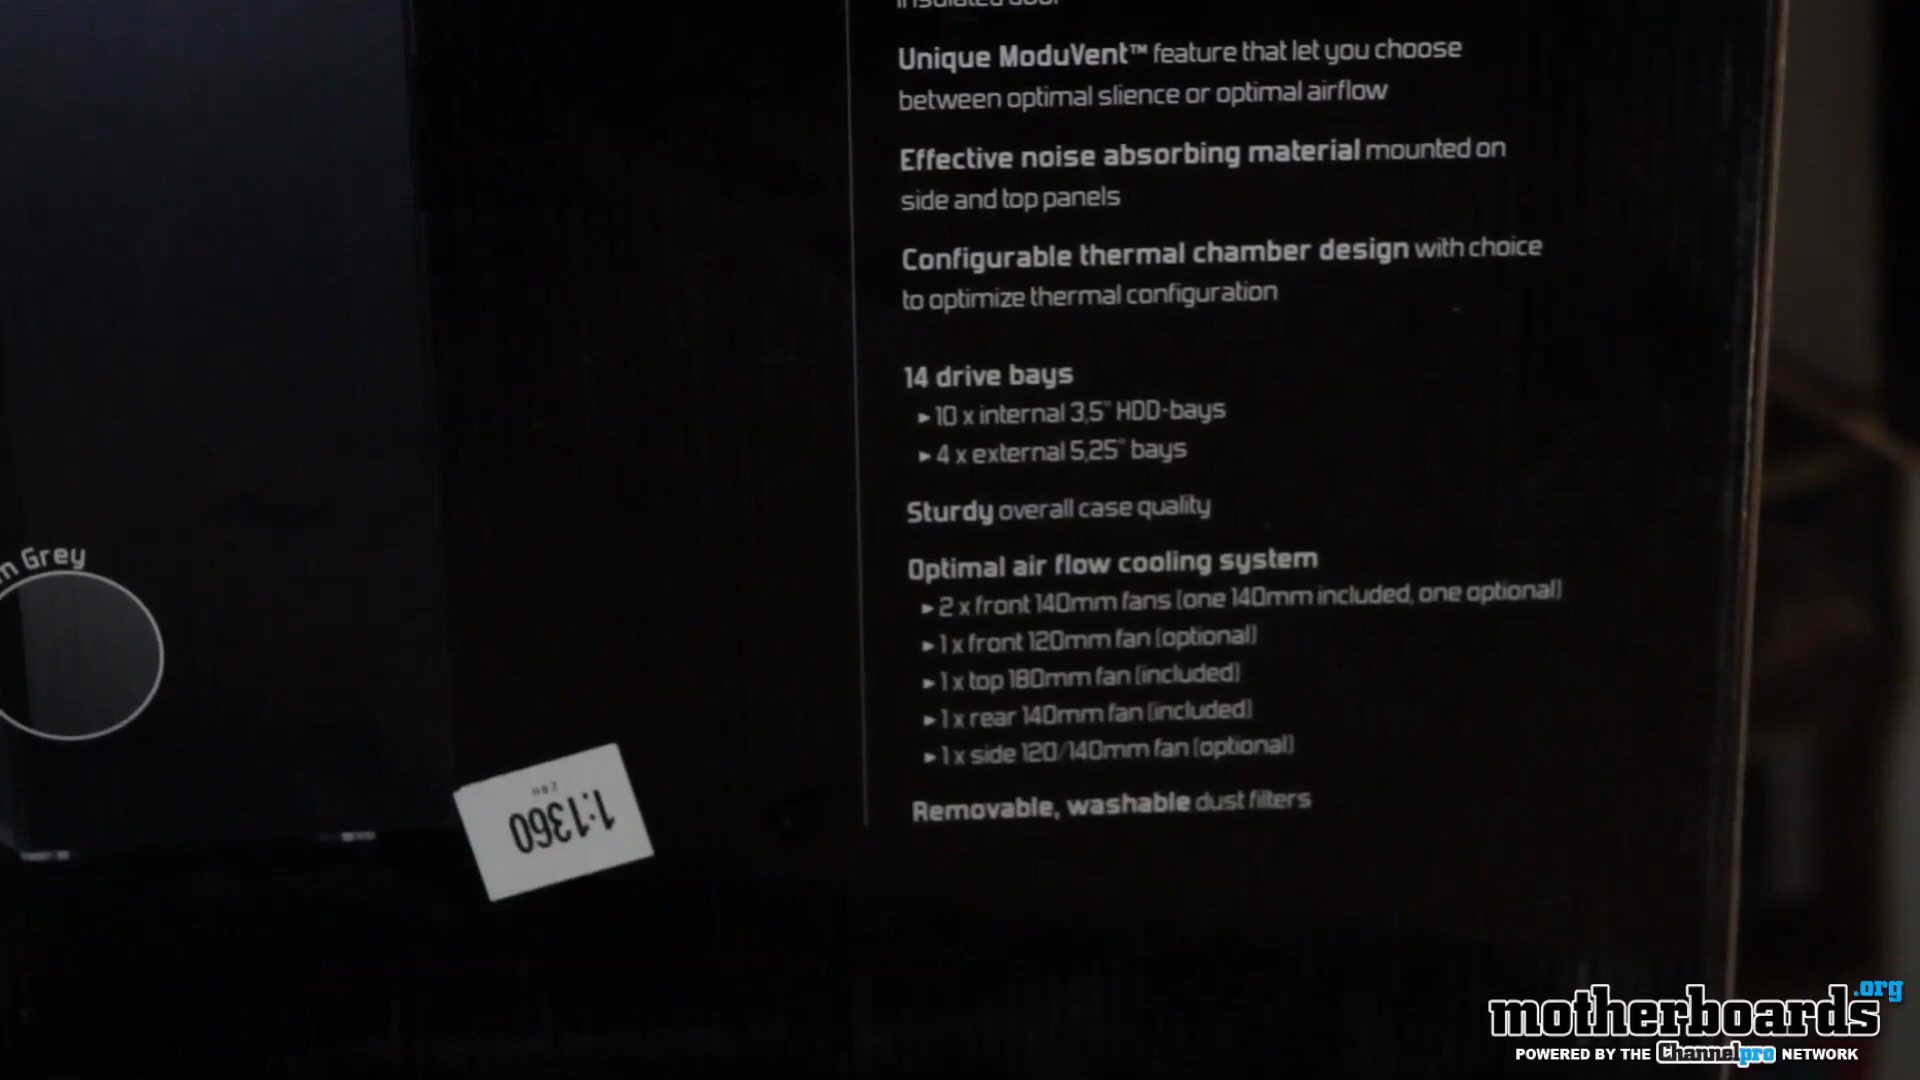 insulated door
Unique ModuVent™ feature that let you choose
between optimal slience or optimal airflow
Effective noise absorbing material mounted on
side and top panels
Configurable thermal chamber design with choice
to optimize thermal configuration
14 drive bays
▸ 10 x internal 3,5" HDD-bays
▸ 4 x external 5,25" bays
Sturdy overall case quality
Optimal air flow cooling system
▸ 2 x front 140mm fans (one 140mm included, one optional)
▸ 1 x front 120mm fan (optional)
▸ 1 x top 180mm fan (included)
▸ 1 x rear 140mm fan (included)
▸ 1 x side 120/140mm fan (optional)
Removable, washable dust filters
Grey
1:1360
motherboards.org
POWERED BY THE Channelpro NETWORK